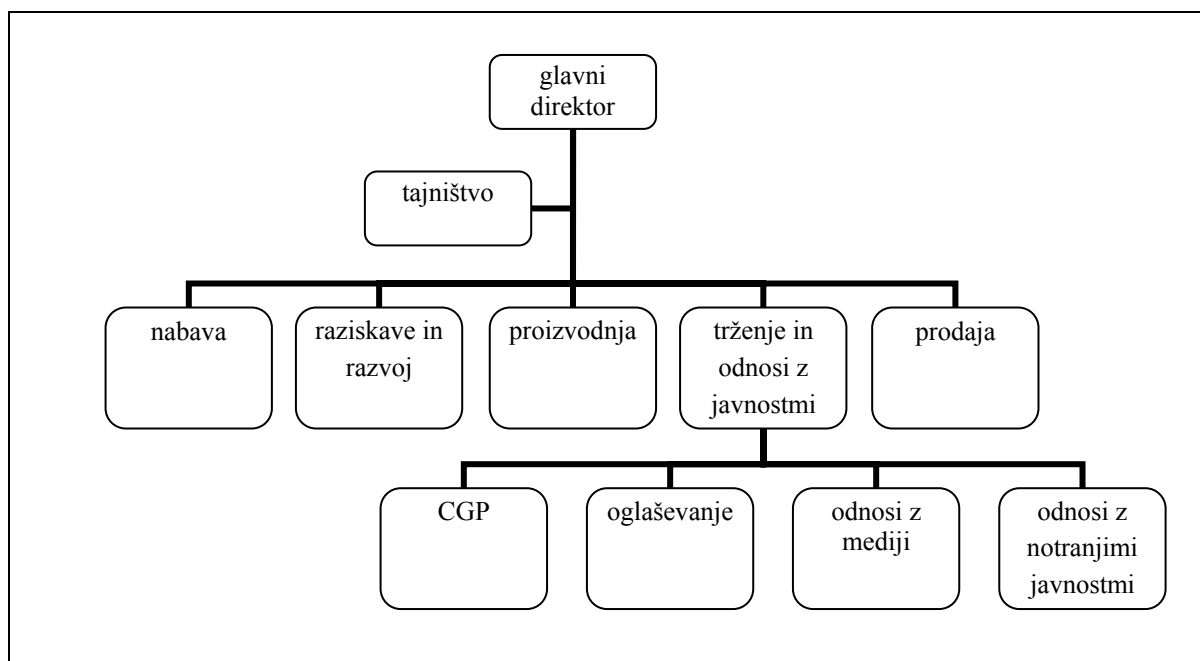 glavni
direktor
tajništvo
nabava
raziskave in
razvoj
proizvodnja
trženje in
odnosi z
javnostmi
prodaja
CGP
oglaševanje
odnosi z
mediji
odnosi z
notranjimi
javnostmi